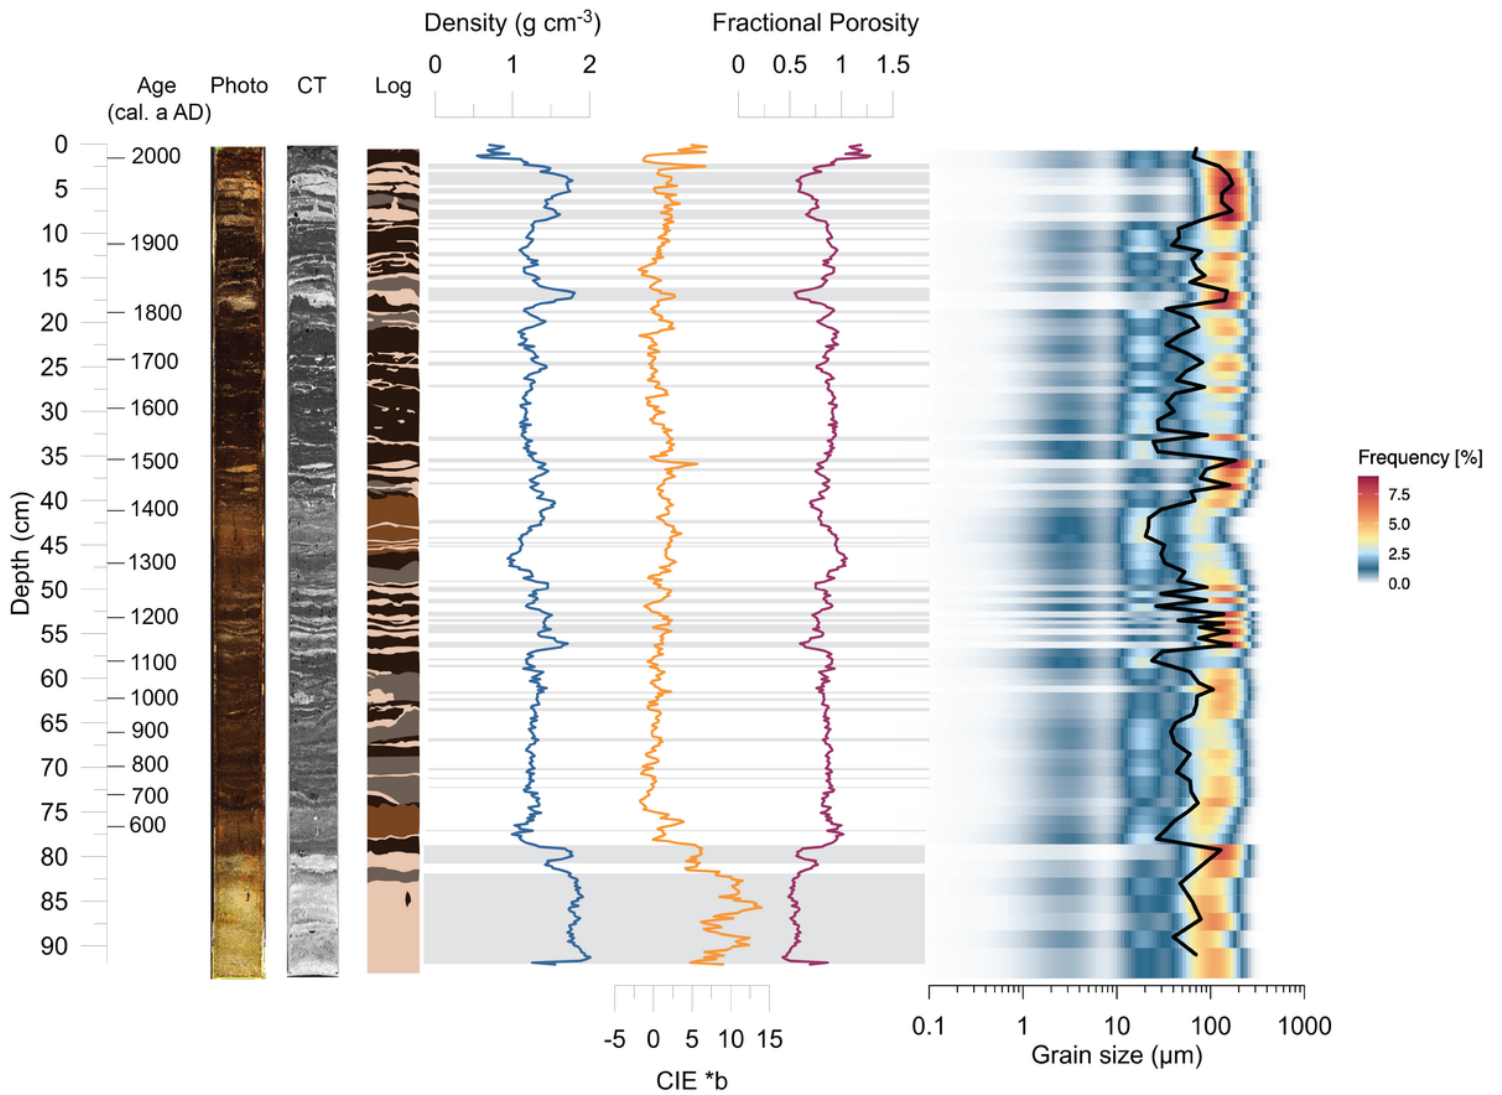 Density (g cm-3)
Fractional Porosity
0 1 2
0 0.5 1 1.5
Age
(cal. a AD)
Photo
CT
Log
Depth (cm)
0
5
10
15
20
25
30
35
40
45
50
55
60
65
70
75
80
85
90
2000
1900
1800
1700
1600
1500
1400
1300
1200
1100
1000
900
800
700
600
Frequency [%]
7.5
5.0
2.5
0.0
-5 0 5 10 15
CIE *b
0.1 1 10 100 1000
Grain size (µm)